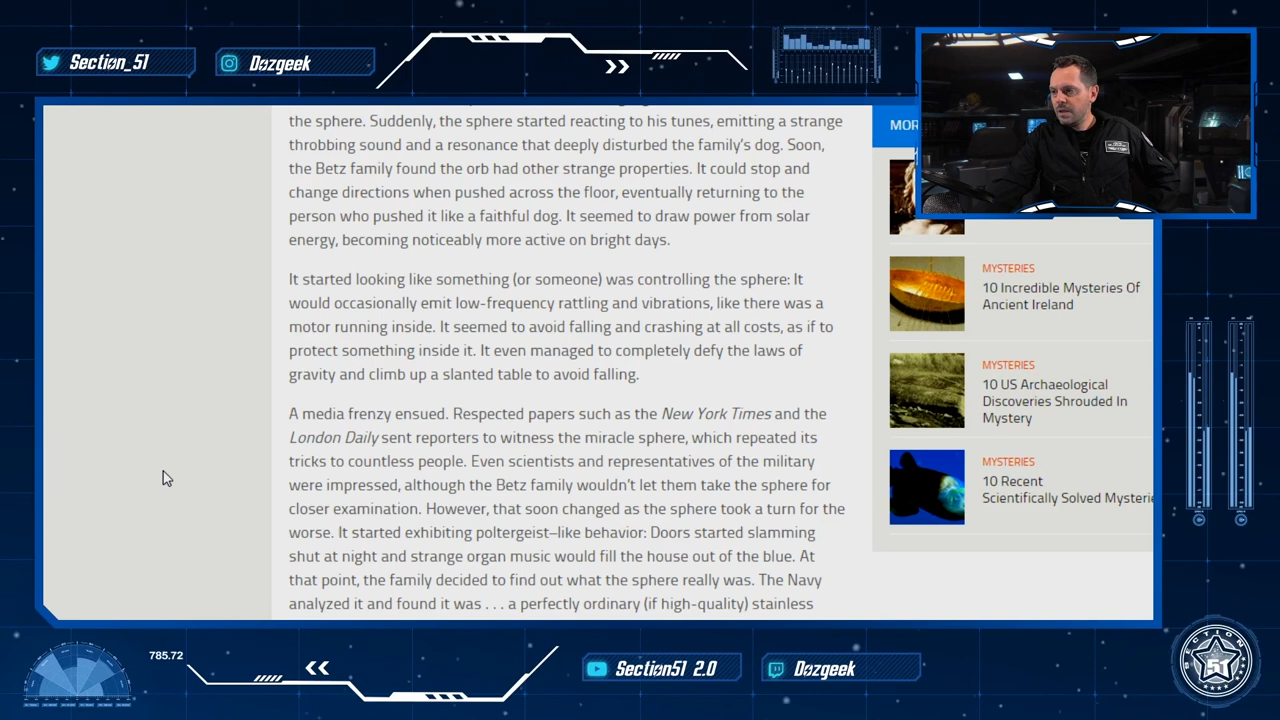 Section_51
Dazgeek
the sphere. Suddenly, the sphere started reacting to his tunes, emitting a strange
throbbing sound and a resonance that deeply disturbed the family's dog. Soon,
the Betz family found the orb had other strange properties. It could stop and
change directions when pushed across the floor, eventually returning to the
person who pushed it like a faithful dog. It seemed to draw power from solar
energy, becoming noticeably more active on bright days.
It started looking like something (or someone) was controlling the sphere: It
would occasionally emit low-frequency rattling and vibrations, like there was a
motor running inside. It seemed to avoid falling and crashing at all costs, as if to
protect something inside it. It even managed to completely defy the laws of
gravity and climb up a slanted table to avoid falling.
A media frenzy ensued. Respected papers such as the New York Times and the
London Daily sent reporters to witness the miracle sphere, which repeated its
tricks to countless people. Even scientists and representatives of the military
were impressed, although the Betz family wouldn't let them take the sphere for
closer examination. However, that soon changed as the sphere took a turn for the
worse. It started exhibiting poltergeist–like behavior: Doors started slamming
shut at night and strange organ music would fill the house out of the blue. At
that point, the family decided to find out what the sphere really was. The Navy
analyzed it and found it was . . . a perfectly ordinary (if high-quality) stainless
MOR
MYSTERIES
10 Incredible Mysteries Of
Ancient Ireland
MYSTERIES
10 US Archaeological
Discoveries Shrouded In
Mystery
MYSTERIES
10 Recent
Scientifically Solved Mysterie
785.72
Section51 2.0
Dazgeek
SECTION
51